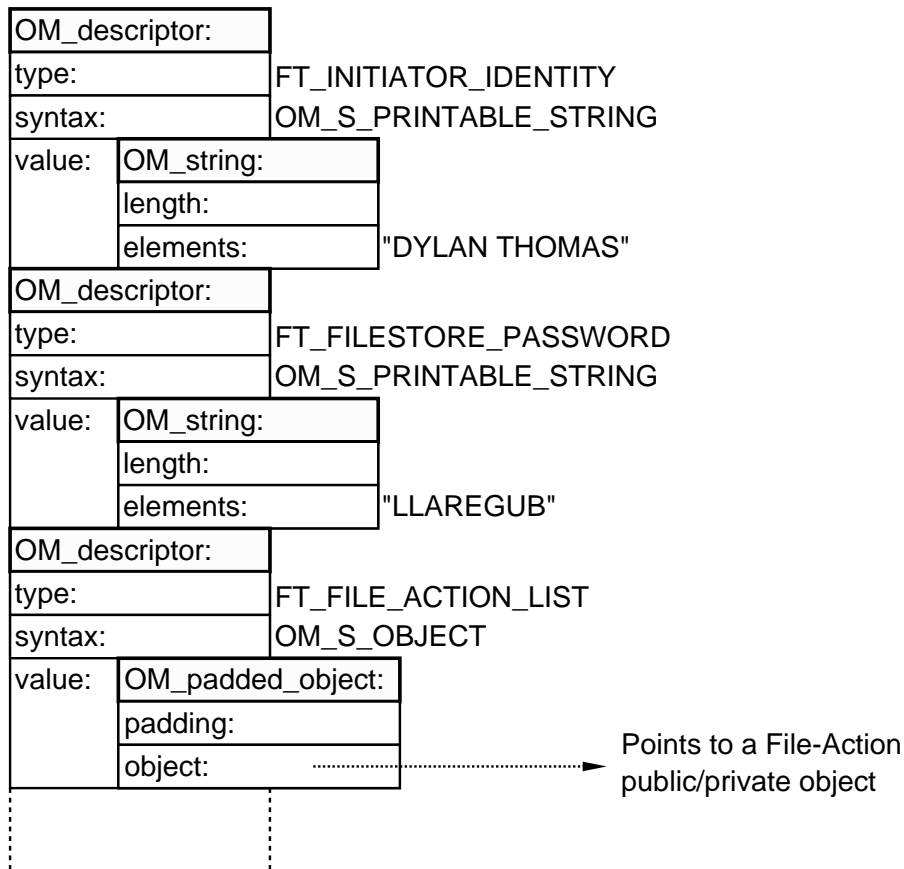 OM_descriptor:
type: FT_INITIATOR_IDENTITY
syntax: OM_S_PRINTABLE_STRING
value: OM_string:
length:
elements: "DYLAN THOMAS"
OM_descriptor:
type: FT_FILESTORE_PASSWORD
syntax: OM_S_PRINTABLE_STRING
value: OM_string:
length:
elements: "LLAREGUB"
OM_descriptor:
type: FT_FILE_ACTION_LIST
syntax: OM_S_OBJECT
value: OM_padded_object:
padding:
object: Points to a File-Action
public/private object